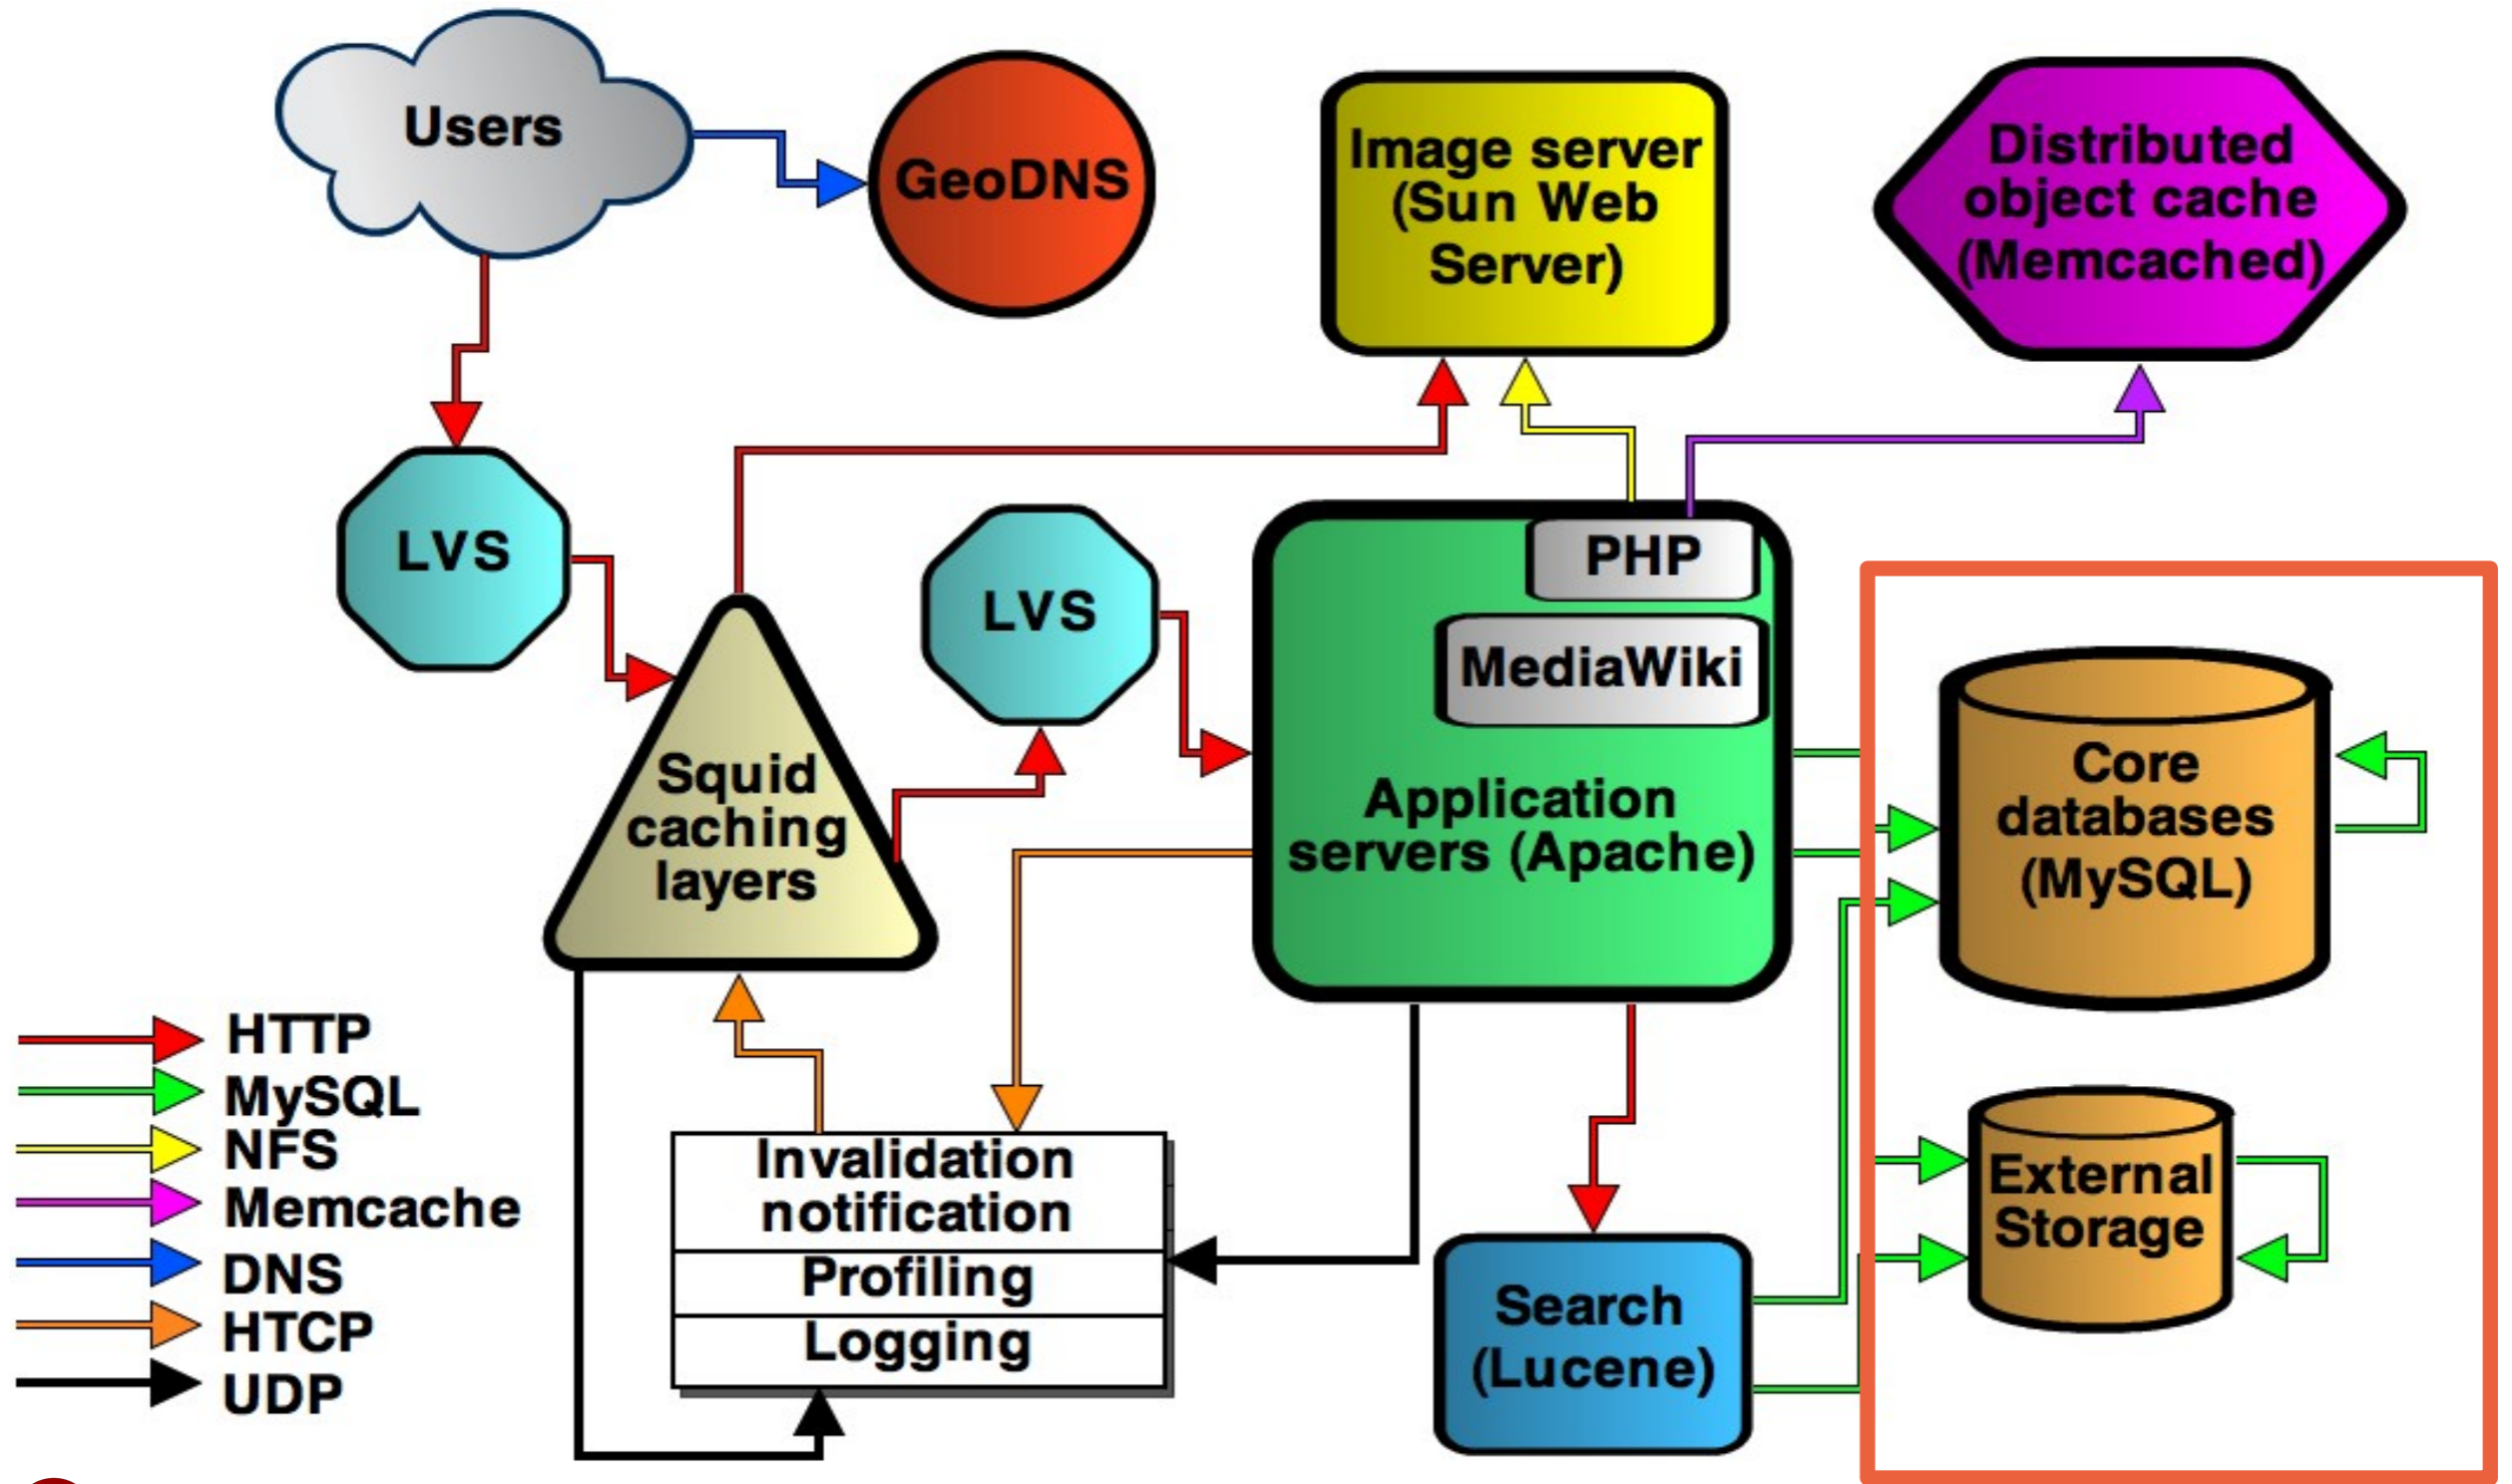 Users
GeoDNS
Image server
(Sun Web
Server)
Distributed
object cache
(Memcached)
LVS
LVS
PHP
MediaWiki
Squid
caching
layers
Application
servers (Apache)
Core
databases
(MySQL)
HTTP
MySQL
NFS
Memcache
DNS
HTCP
UDP
Invalidation
notification
Profiling
Logging
Search
(Lucene)
External
Storage